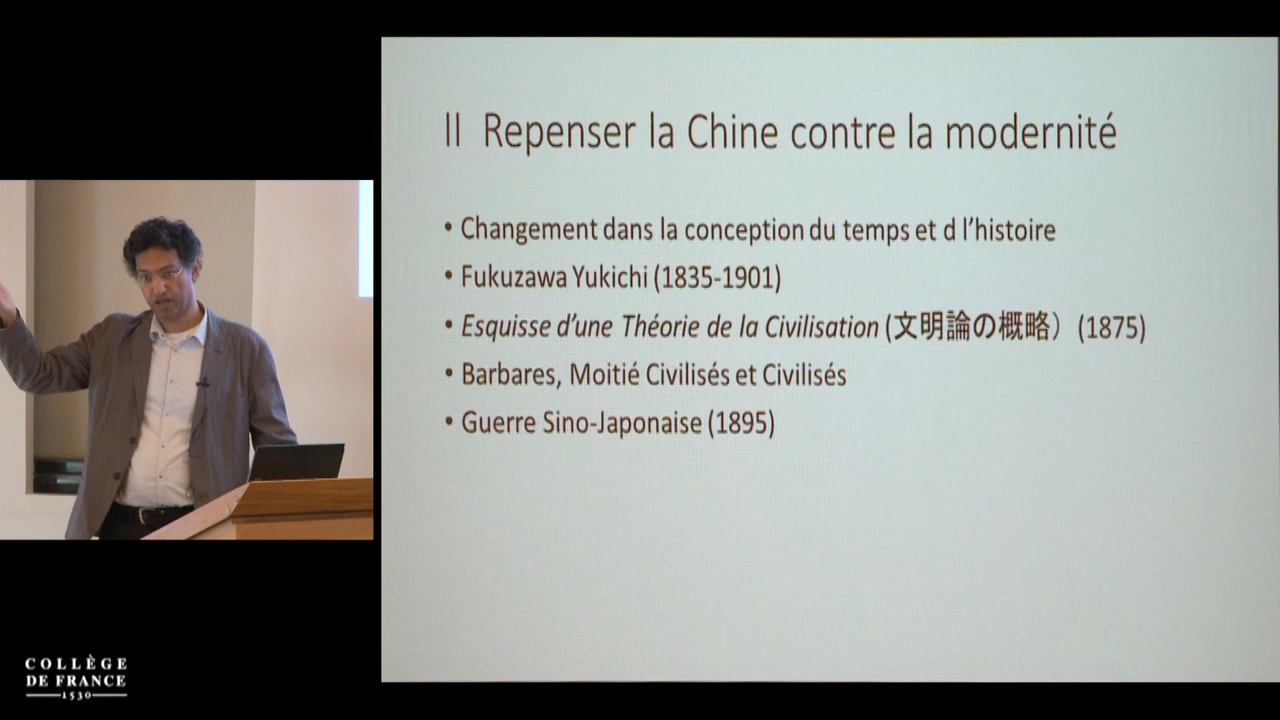 II Repenser la Chine contre la modernité
• Changement dans la conception du temps et d l'histoire
• Fukuzawa Yukichi (1835-1901)
• Esquisse d'une Théorie de la Civilisation (文明論の概略）(1875)
• Barbares, Moitié Civilisés et Civilisés
• Guerre Sino-Japonaise (1895)
COLLÈGE
DE FRANCE
1530